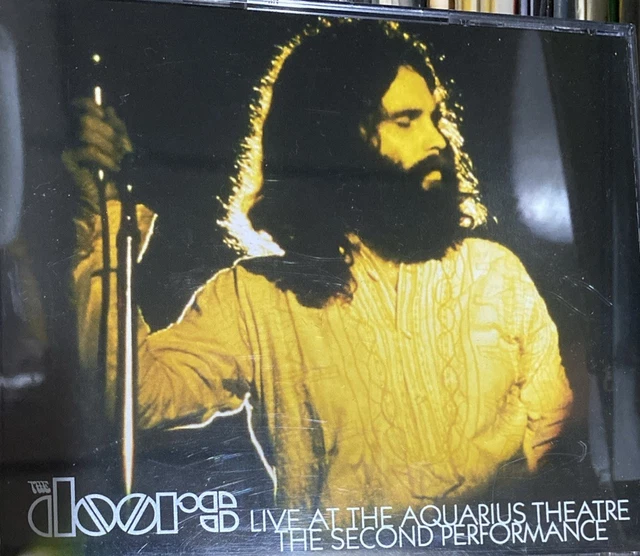 THE
doors
LIVE AT THE AQUARIUS THEATRE
THE SECOND PERFORMANCE